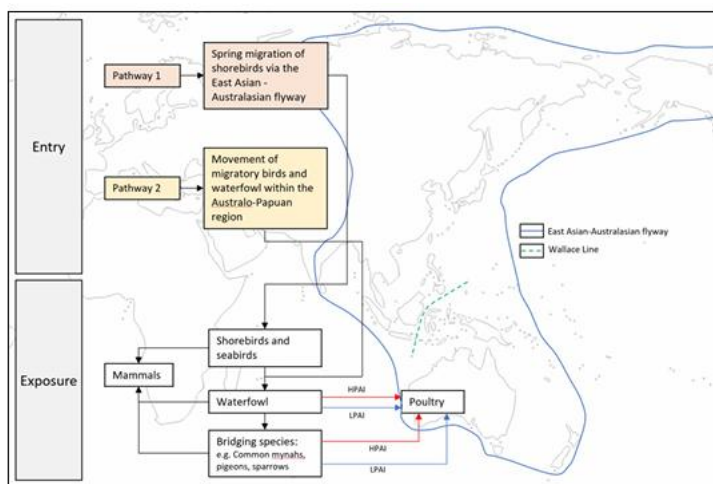 Entry
Exposure
Pathway 1
Spring migration of
shorebirds via the
East Asian -
Australasian flyway
Pathway 2
Movement of
migratory birds and
waterfowl within the
Australo-Papuan
region
East Asian-Australasian flyway
Wallace Line
Shorebirds and
seabirds
Mammals
Waterfowl
HPAI
LPAI
Poultry
Bridging species:
e.g. Common mynahs,
pigeons, sparrows
HPAI
LPAI